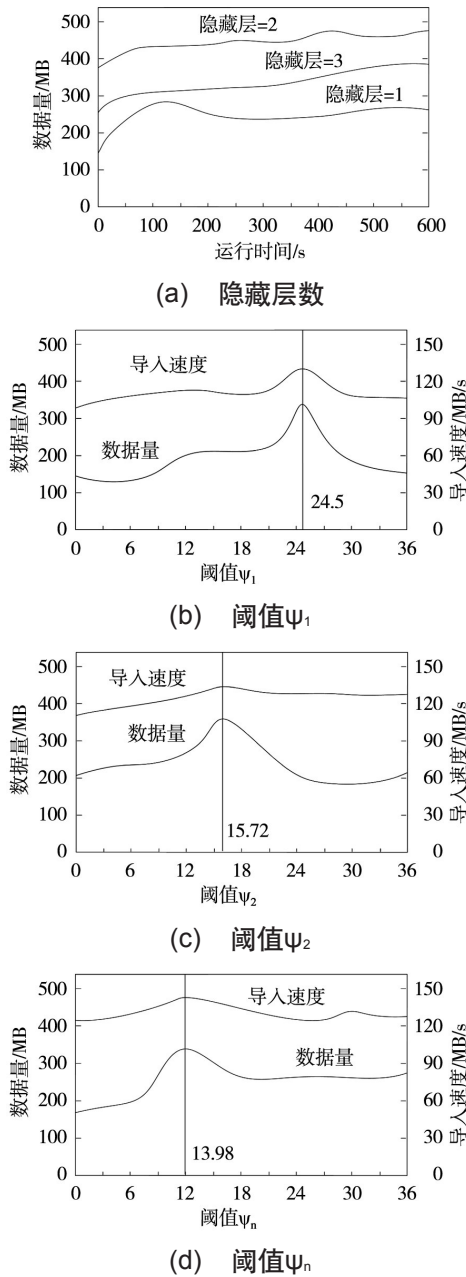 500
400
300
200
100
0
数据量/MB
隐藏层=2
隐藏层=3
隐藏层=1
0 100 200 300 400 500 600
运行时间/s
(a) 隐藏层数
500
400
300
200
100
0
数据量/MB
导入速度
数据量
24.5
150
120
90
60
30
0
导入速度/MB/s
0 6 12 18 24 30 36
阈值ψ₁
(b) 阈值ψ₁
500
400
300
200
100
0
数据量/MB
导入速度
数据量
15.72
150
120
90
60
30
0
导入速度/MB/s
0 6 12 18 24 30 36
阈值ψ₂
(c) 阈值ψ₂
500
400
300
200
100
0
数据量/MB
导入速度
数据量
13.98
150
120
90
60
30
0
导入速度/MB/s
0 6 12 18 24 30 36
阈值ψₙ
(d) 阈值ψₙ